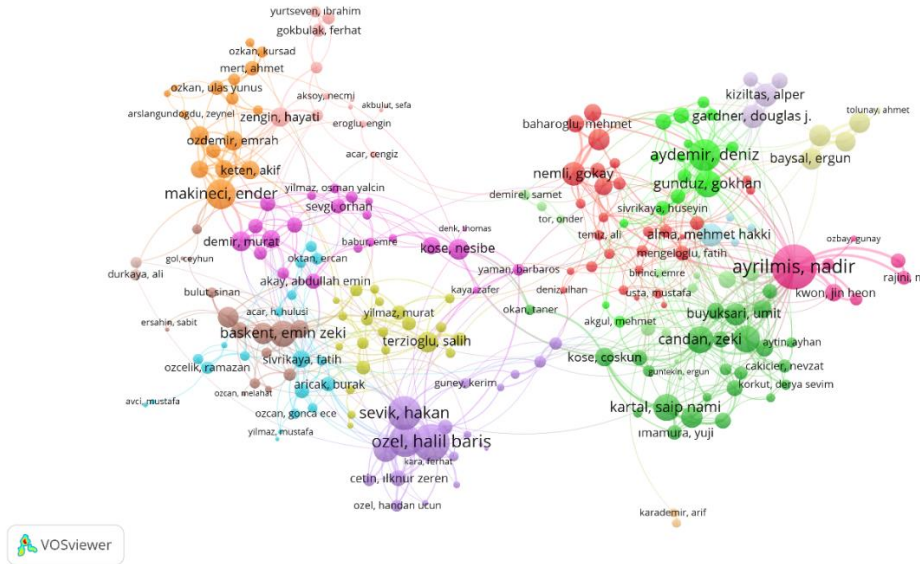 yurtseven, ıbrahim
gokbulak, ferhat
ozkan, kursad
mert, ahmet
ozkan, ulas yunus
aksoy, necmi
akbulut, sefa
arslangundogdu, zeynel
zengin, hayati
eroglu, engin
ozdemir, emrah
acar, cengiz
keten, akif
makineci, ender
yilmaz, osman yalcin
sevgi, orhan
demir, murat
babur, emre
denk, thomas
kose, nesibe
oktan, ercan
gol, ceyhun
durkaya, ali
akay, abdullah emin
yaman, barbaros
kaya, zafer
bulut, sinan
acar, h. hulusi
ersahin, sabit
baskent, emin zeki
yilmaz, murat
terzioglu, salih
okan, taner
sivrikaya, fatih
ozcelik, ramazan
aricak, burak
guney, kerim
ozcan, melahat
avci, mustafa
ozcan, gonca ece
yilmaz, mustafa
sevik, hakan
ozel, halil baris
kara, ferhat
cetin, ılknur zeren
ozel, handan ucun
kiziltas, alper
gardner, douglas j.
tolunay, ahmet
baharoglu, mehmet
aydemir, deniz
baysal, ergun
nemli, gokay
gunduz, gokhan
demirel, samet
sivrikaya, huseyin
tor, onder
temiz, ali
alma, mehmet hakki
mengeloglu, fatih
ozbay, gunay
ayrilmis, nadir
birinci, emre
deniz, ilhan
usta, mustafa
kwon, jin heon
rajini, n
buyuksari, umit
akgul, mehmet
candan, zeki
aytin, ayhan
kose, coskun
guntekin, ergun
cakicier, nevzat
korkut, derya sevim
kartal, saip nami
ımamura, yuji
karademir, arif
VOSviewer